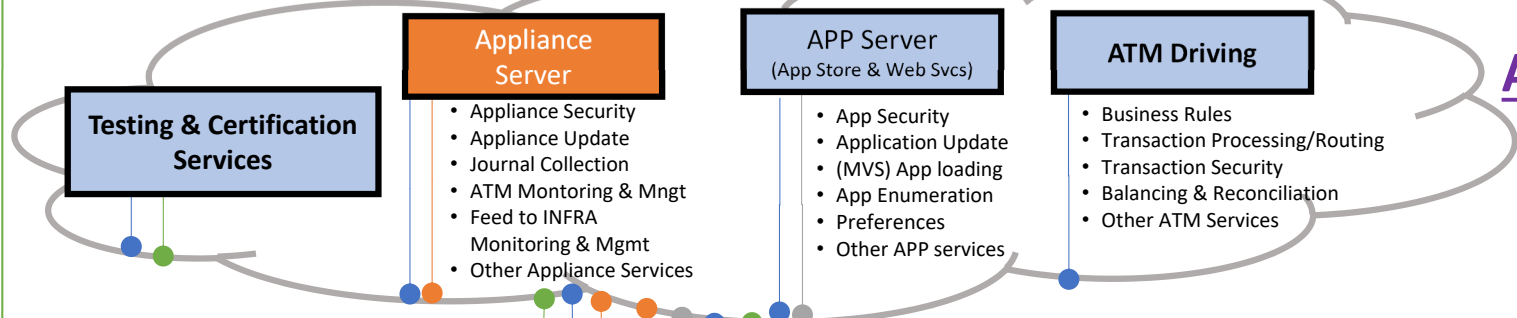 Testing & Certification
Services
Appliance
Server
• Appliance Security
• Appliance Update
• Journal Collection
• ATM Montoring & Mngt
• Feed to INFRA
Monitoring & Mgmt
• Other Appliance Services
APP Server
(App Store & Web Svcs)
• App Security
• Application Update
• (MVS) App loading
• App Enumeration
• Preferences
• Other APP services
ATM Driving
• Business Rules
• Transaction Processing/Routing
• Transaction Security
• Balancing & Reconciliation
• Other ATM Services